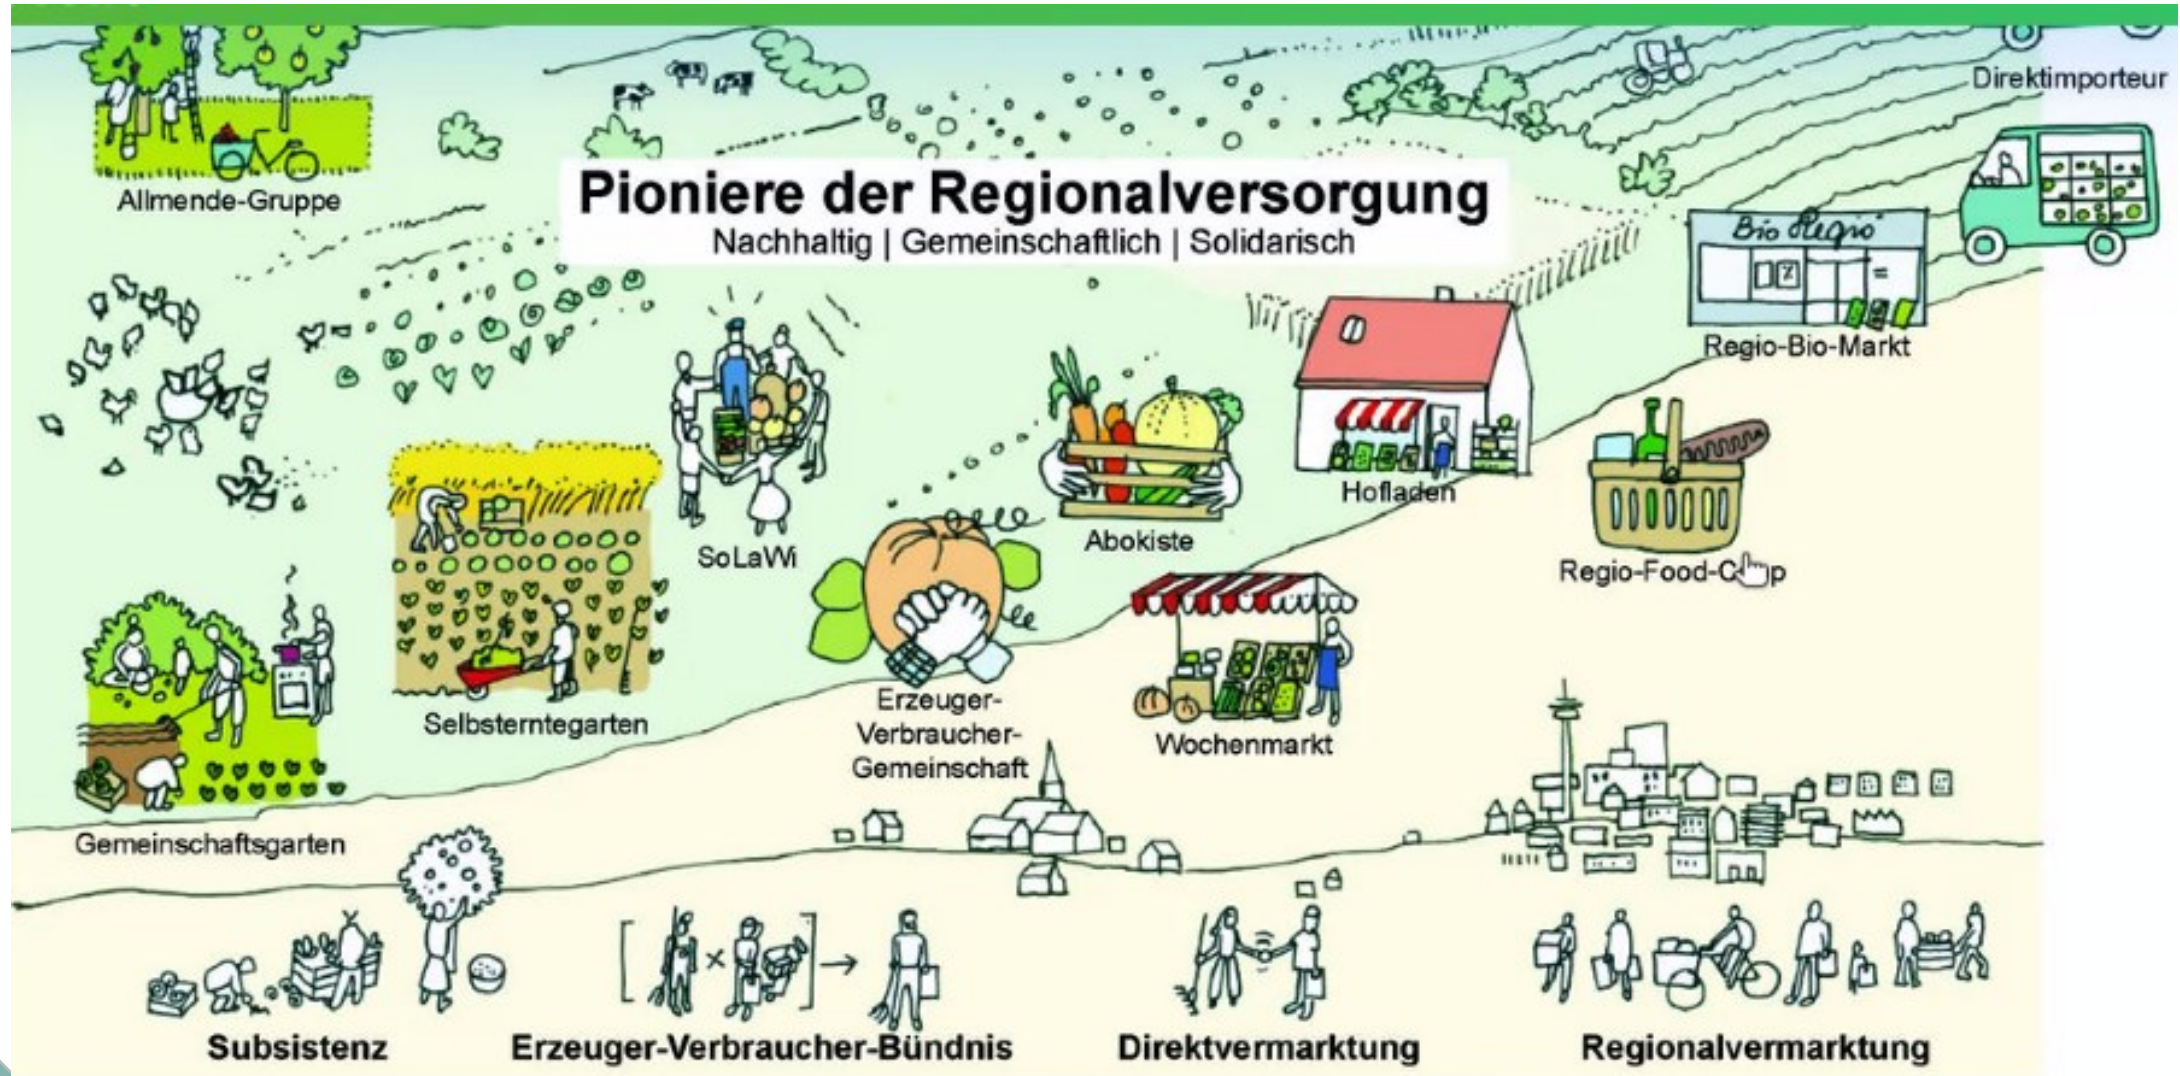 Pioniere der Regionalversorgung
Nachhaltig | Gemeinschaftlich | Solidarisch
Direktimporteur
Allmende-Gruppe
Bio Regio
Regio-Bio-Markt
Hofladen
Abokiste
SoLaWi
Regio-Food-
Selbsterntegarten
Erzeuger-
Verbraucher-
Gemeinschaft
Wochenmarkt
Gemeinschaftsgarten
Subsistenz
Erzeuger-Verbraucher-Bündnis
Direktvermarktung
Regionalvermarktung